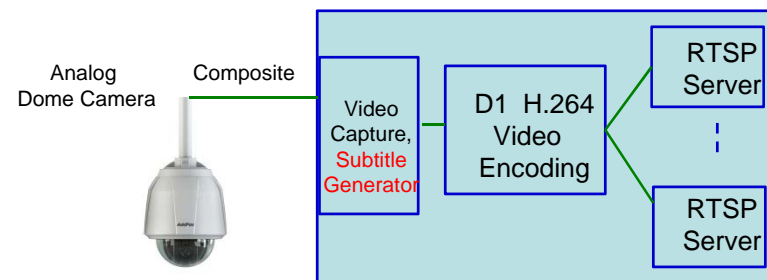 Analog
Dome Camera
Composite
Video
Capture,
Subtitle
Generator
D1 H.264
Video
Encoding
RTSP
Server
RTSP
Server